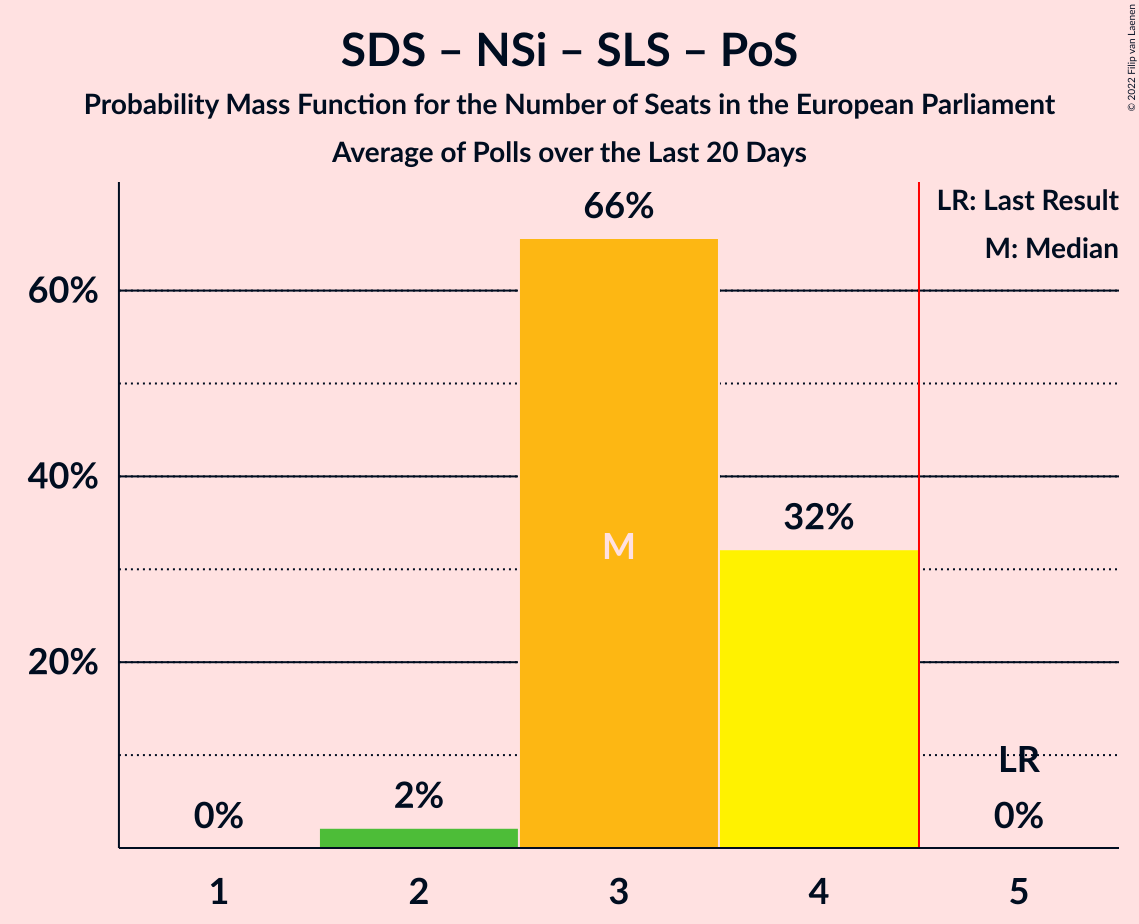 SDS – NSi – SLS – PoS
Probability Mass Function for the Number of Seats in the European Parliament
Average of Polls over the Last 20 Days
© 2022 Filip van Laenen
LR: Last Result
M: Median
66%
60%
40%
32%
M
20%
LR
2%
0%
0%
1 2 3 4 5